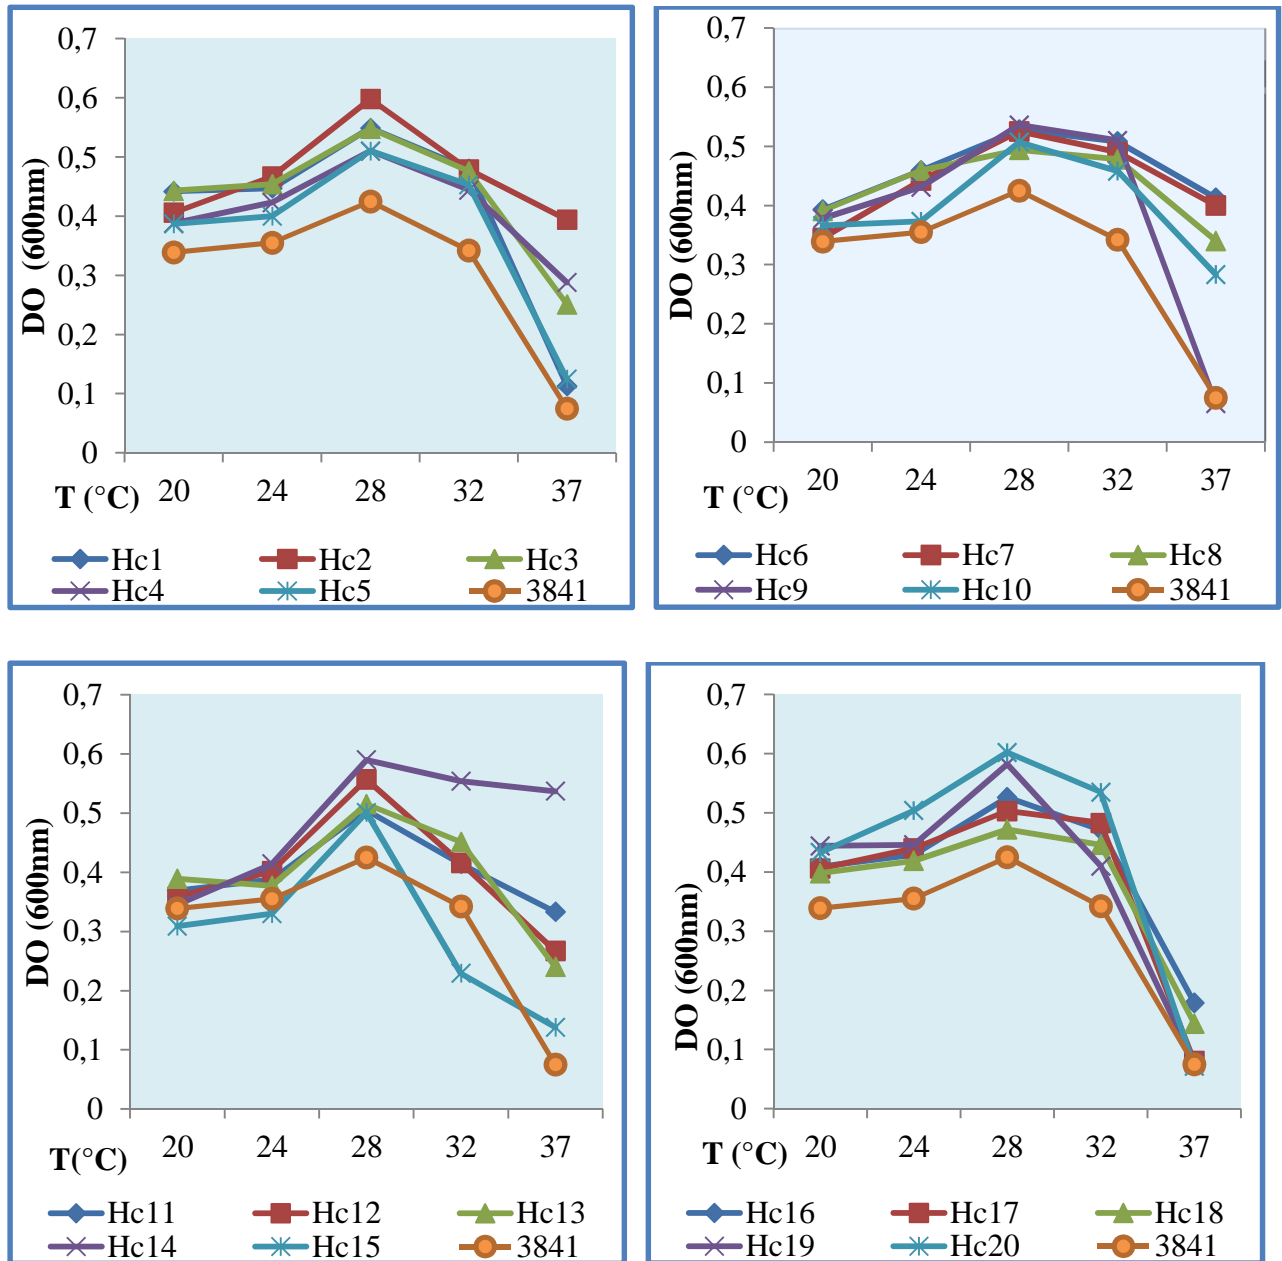 0,7
0,6
0,5
0,4
0,3
0,2
0,1
0
DO (600nm)
T (°C) 20 24 28 32 37
Hc1 Hc2 Hc3
Hc4 Hc5 3841
0,7
0,6
0,5
0,4
0,3
0,2
0,1
0
DO (600nm)
T (°C) 20 24 28 32 37
Hc6 Hc7 Hc8
Hc9 Hc10 3841
0,7
0,6
0,5
0,4
0,3
0,2
0,1
0
DO (600nm)
T(°C) 20 24 28 32 37
Hc11 Hc12 Hc13
Hc14 Hc15 3841
0,7
0,6
0,5
0,4
0,3
0,2
0,1
0
DO (600nm)
T (°C) 20 24 28 32 37
Hc16 Hc17 Hc18
Hc19 Hc20 3841